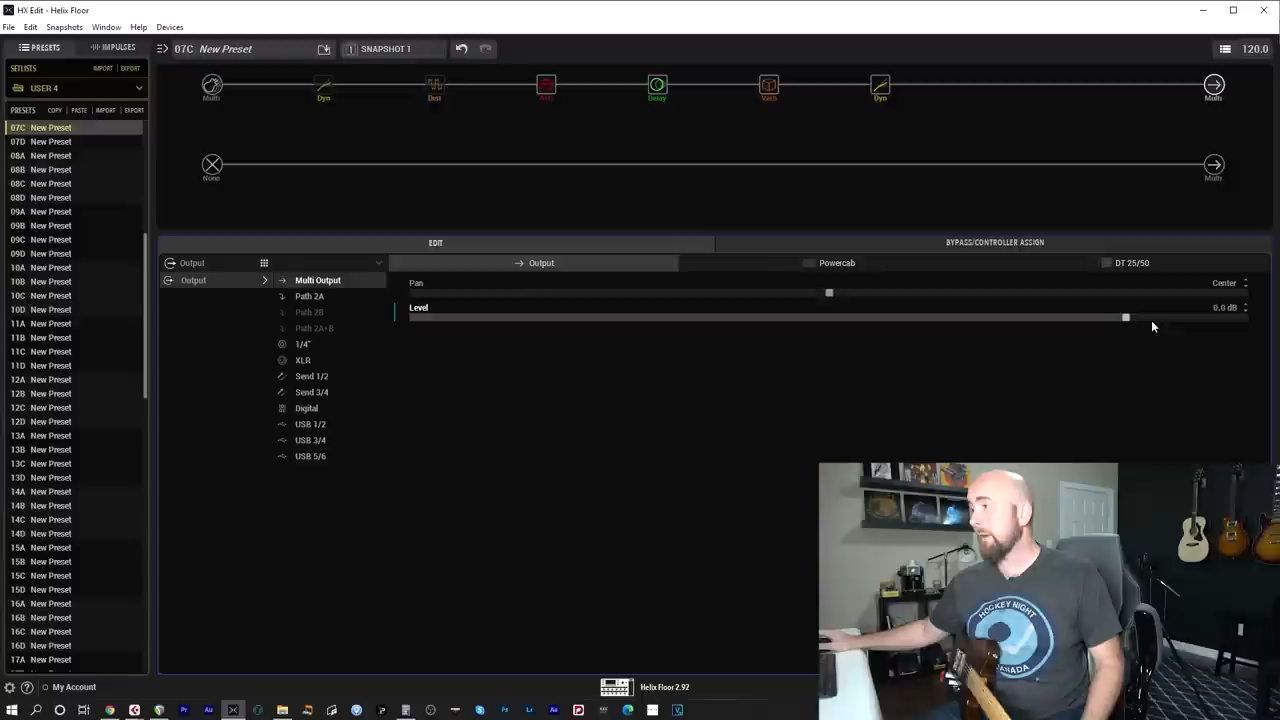 HX Edit - Helix Floor
File Edit Snapshots Window Help Devices
PRESETS IMPULSES
07C New Preset
1 SNAPSHOT 1
120.0
SETLISTS IMPORT EXPORT
USER 4
PRESETS COPY PASTE IMPORT EXPORT
07C New Preset
07D New Preset
08A New Preset
08B New Preset
08C New Preset
08D New Preset
09A New Preset
09B New Preset
09C New Preset
09D New Preset
10A New Preset
10B New Preset
10C New Preset
10D New Preset
11A New Preset
11B New Preset
11C New Preset
11D New Preset
12A New Preset
12B New Preset
12C New Preset
12D New Preset
13A New Preset
13B New Preset
13C New Preset
13D New Preset
14A New Preset
14B New Preset
14C New Preset
14D New Preset
15A New Preset
15B New Preset
15C New Preset
15D New Preset
16A New Preset
16B New Preset
16C New Preset
16D New Preset
17A New Preset
Multi Dyn Dist A+C Delay Verb Dyn Multi
None Multi
EDIT BYPASS/CONTROLLER ASSIGN
Output
Output
Multi Output
Path 2A
Path 2B
Path 2A+B
1/4"
XLR
Send 1/2
Send 3/4
Digital
USB 1/2
USB 3/4
USB 5/6
Output Powercab DT 25/50
Pan Center
Level 0.0 dB
HOCKEY NIGHT
CANADA
My Account
Helix Floor 2.92